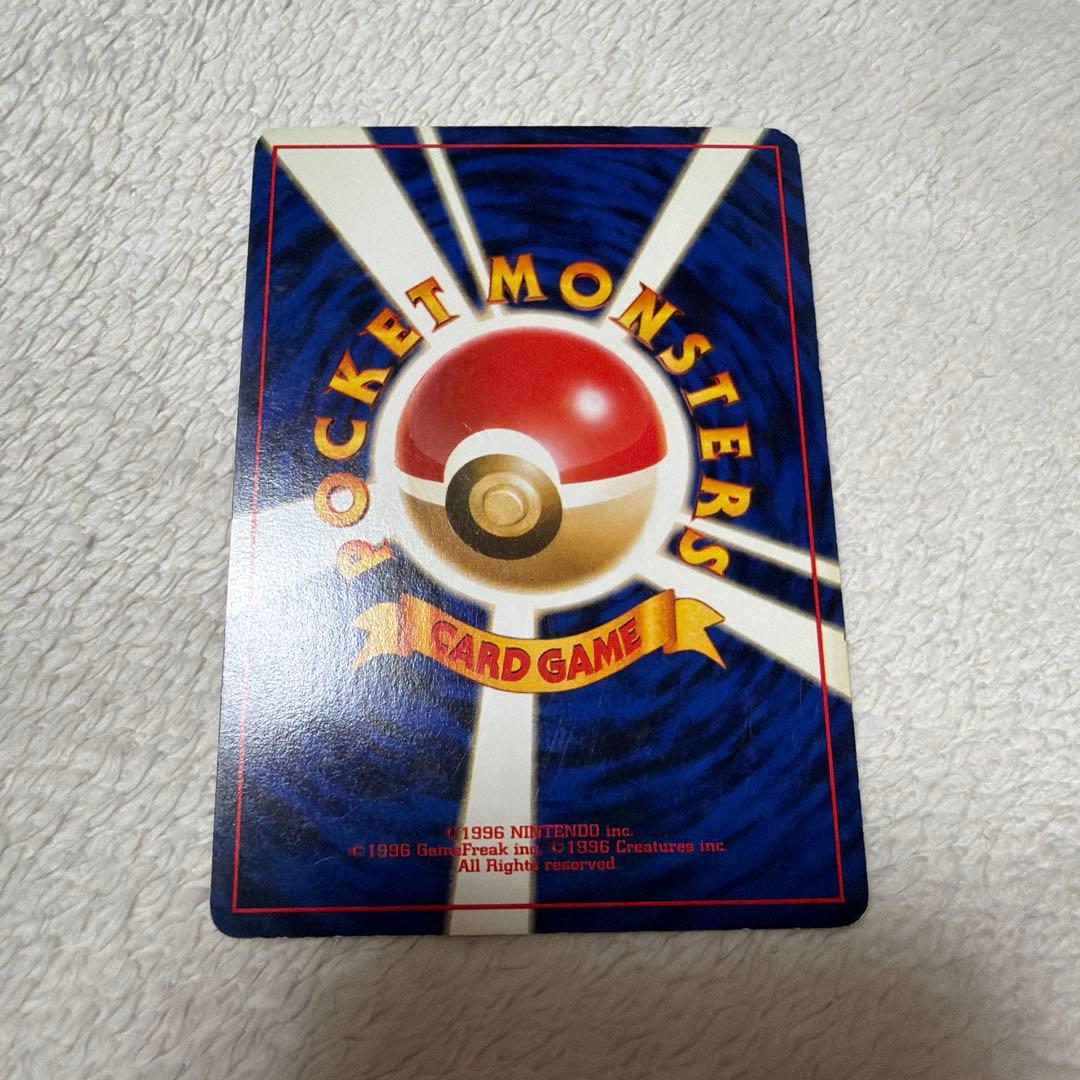 POCKET MONSTERS
CARD GAME
©1996 NINTENDO inc.
©1996 GameFreak inc. ©1996 Creatures inc.
All Rights reserved.